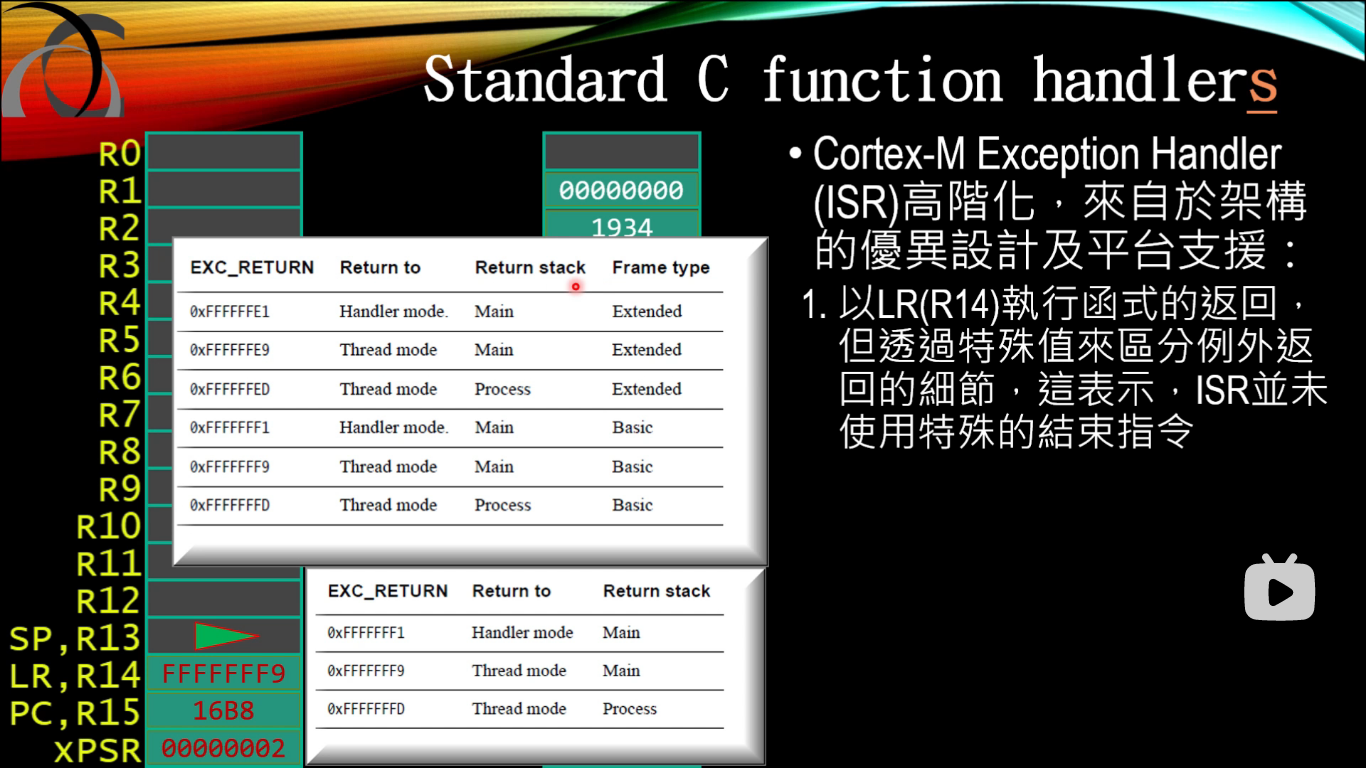 Standard C function handlers
R0
R1
R2
R3
R4
R5
R6
R7
R8
R9
R10
R11
R12
SP,R13
LR,R14 FFFFFFF9
PC,R15 16B8
xPSR 00000002
00000000
1934
EXC_RETURN Return to Return stack Frame type
0xFFFFFFE1 Handler mode. Main Extended
0xFFFFFFE9 Thread mode Main Extended
0xFFFFFFED Thread mode Process Extended
0xFFFFFFF1 Handler mode. Main Basic
0xFFFFFFF9 Thread mode Main Basic
0xFFFFFFFD Thread mode Process Basic
EXC_RETURN Return to Return stack
0xFFFFFFF1 Handler mode Main
0xFFFFFFF9 Thread mode Main
0xFFFFFFFD Thread mode Process
• Cortex-M Exception Handler
(ISR)高階化，來自於架構
的優異設計及平台支援：
1. 以LR(R14)執行函式的返回，
但透過特殊值來區分例外返
回的細節，這表示，ISR並未
使用特殊的結束指令